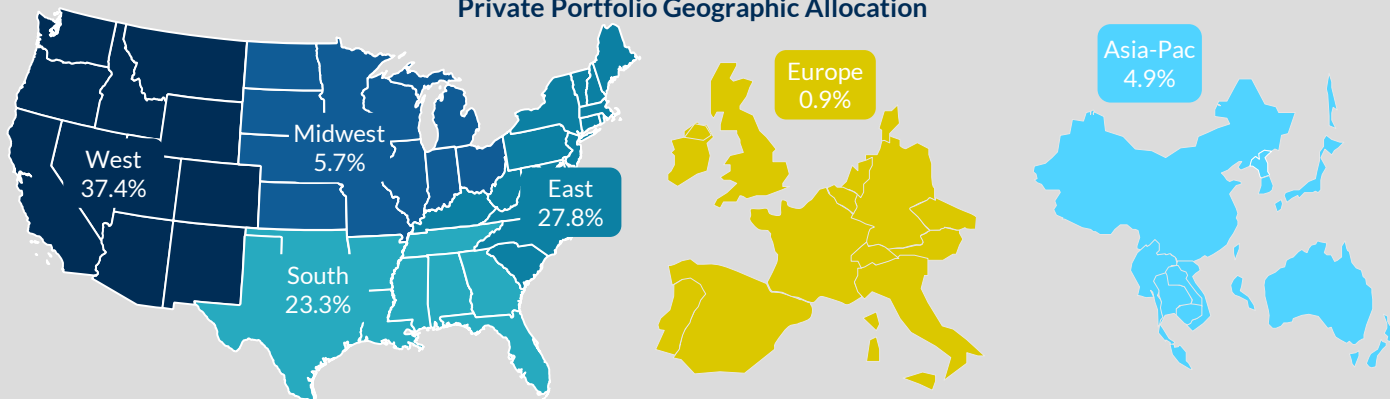 Private Portfolio Geographic Allocation
West
37.4%
Midwest
5.7%
East
27.8%
South
23.3%
Europe
0.9%
Asia-Pac
4.9%